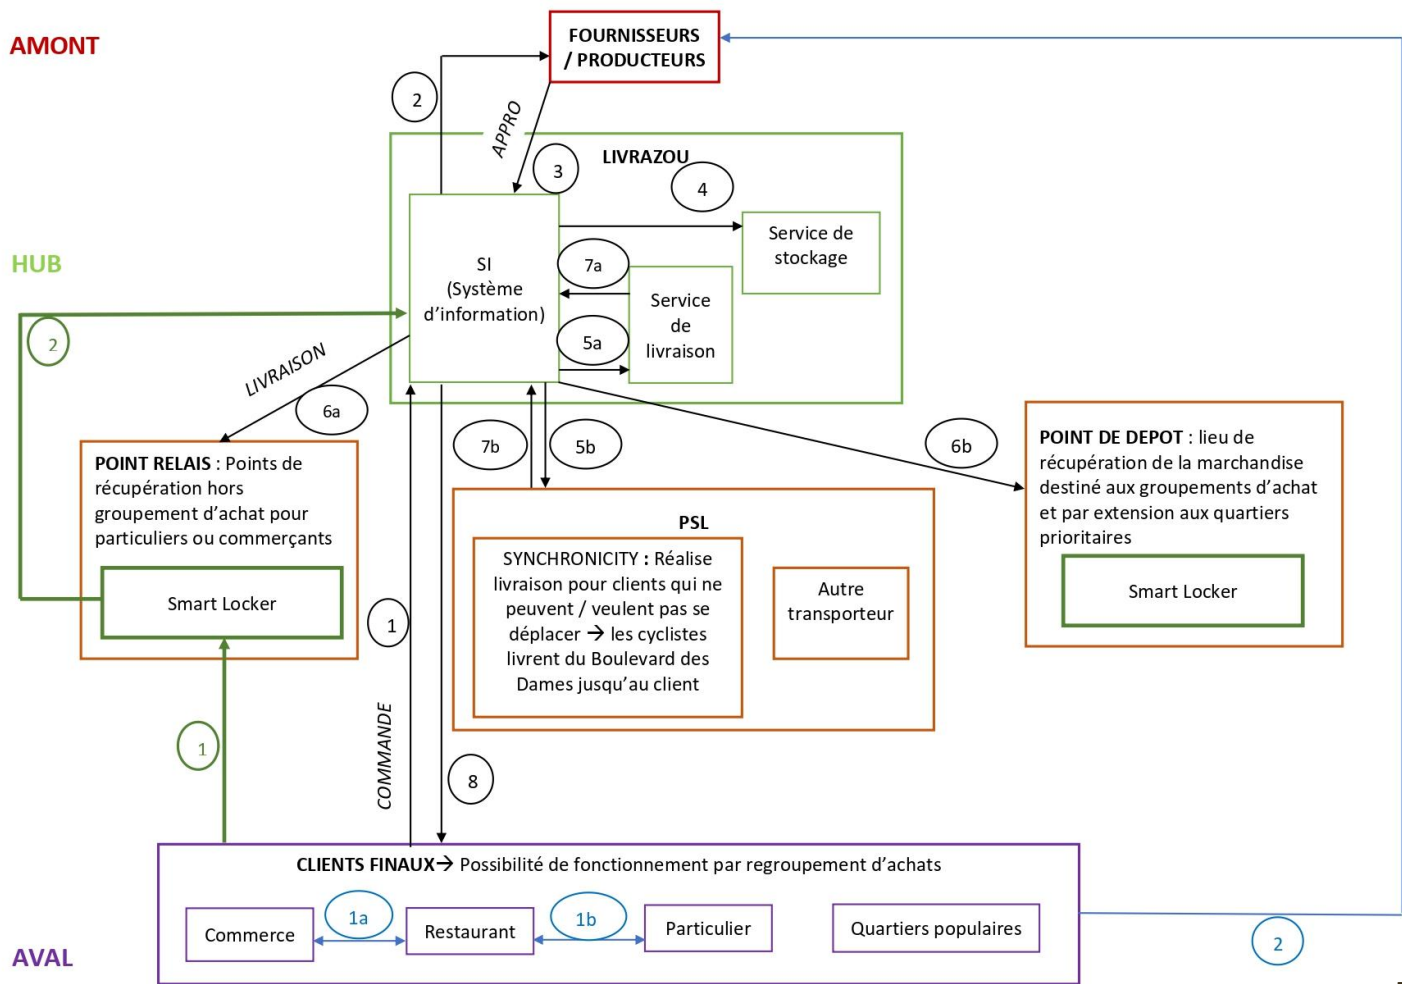 AMONT
FOURNISSEURS
/ PRODUCTEURS
2
APPRO
LIVRAZOU
3
4
HUB
SI
(Système
d’information)
Service de
stockage
7a
Service
de
livraison
5a
2
LIVRAISON
6a
7b
5b
6b
POINT RELAIS : Points de
récupération hors
groupement d’achat pour
particuliers ou commerçants
Smart Locker
PSL
SYNCHRONICITY : Réalise
livraison pour clients qui ne
peuvent / veulent pas se
déplacer → les cyclistes
livrent du Boulevard des
Dames jusqu’au client
Autre
transporteur
POINT DE DEPOT : lieu de
récupération de la marchandise
destiné aux groupements d’achat
et par extension aux quartiers
prioritaires
Smart Locker
1
1
COMMANDE
8
CLIENTS FINAUX→ Possibilité de fonctionnement par regroupement d’achats
Commerce
1a
Restaurant
1b
Particulier
Quartiers populaires
2
AVAL